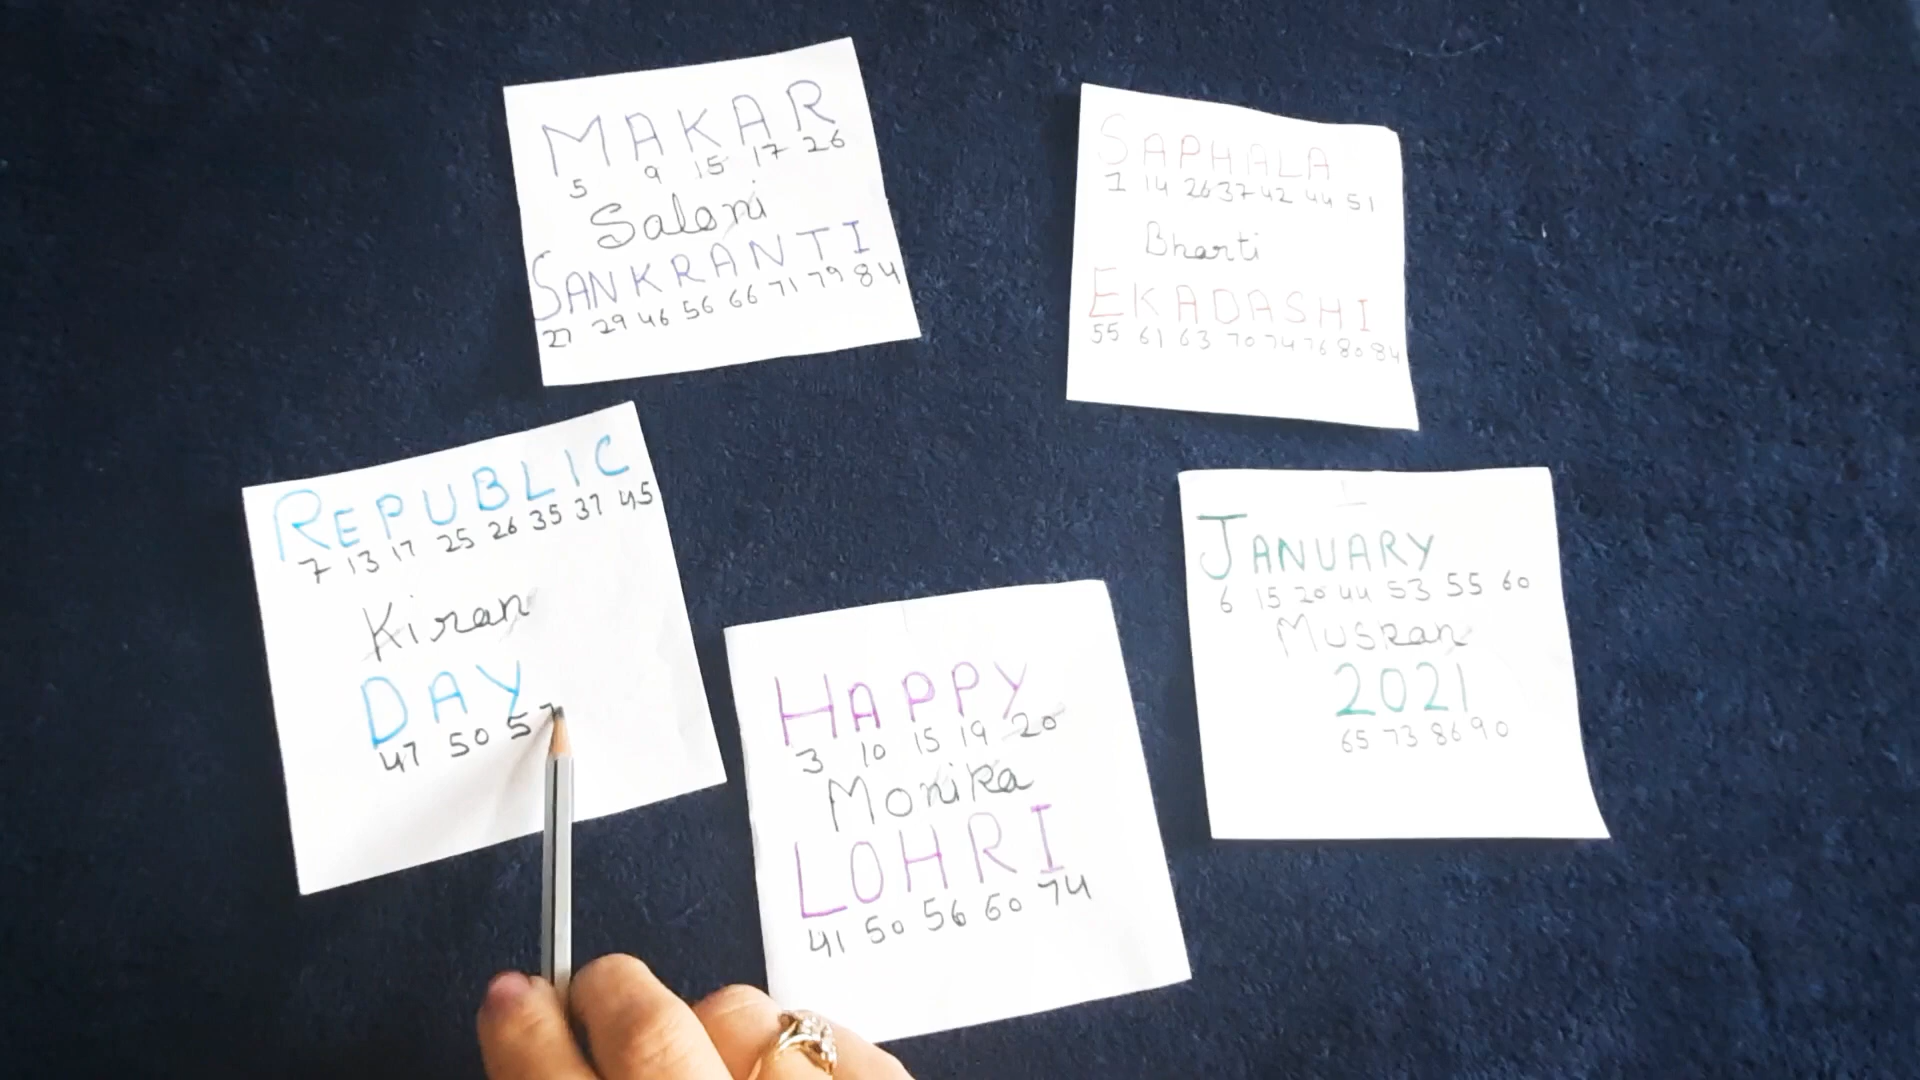 MAKAR
5 9 15 17 26
Saloni
SANKRANTI
27 29 46 56 66 71 79 84
SAPHALA
1 14 26 37 42 44 51
Bharti
EKADASHI
55 61 63 70 74 76 80 84
REPUBLIC
7 13 17 25 26 35 37 45
Kiran
DAY
47 50
HAPPY
3 10 15 19 20
Monika
LOHRI
41 50 56 60 74
JANUARY
6 15 20 44 53 55 60
MUSKan
2021
65 73 86 90